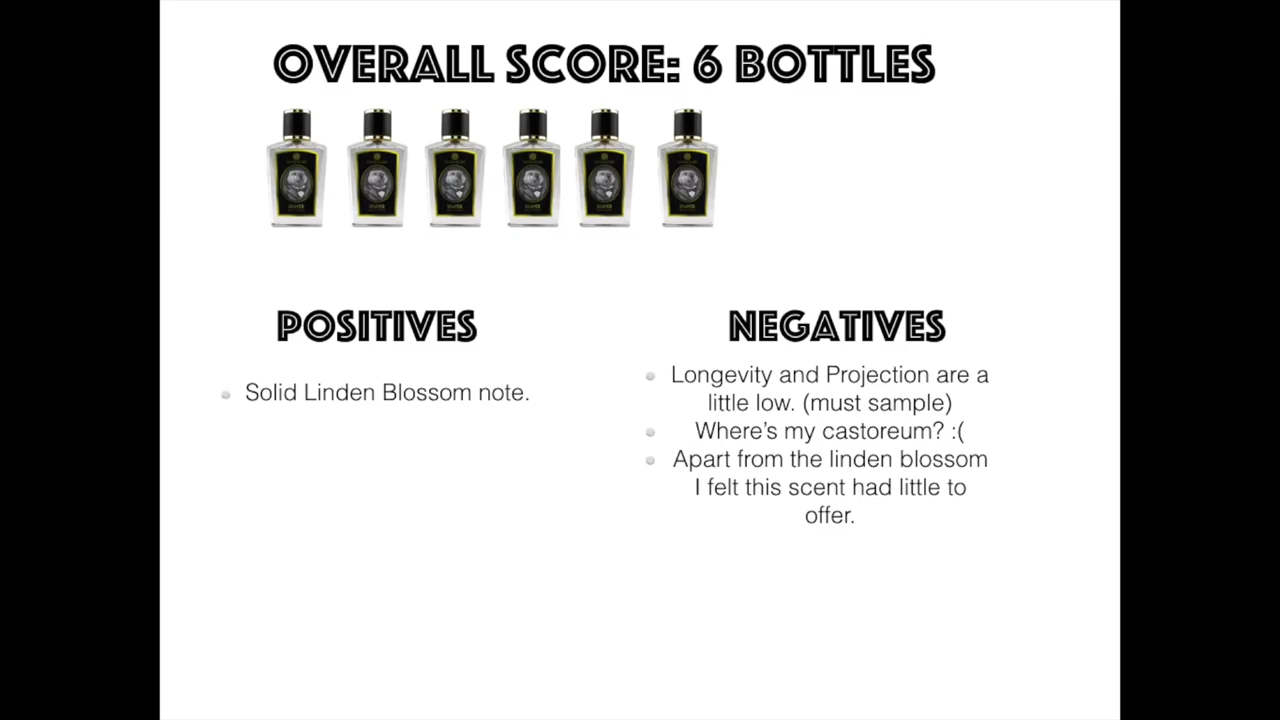 OVERALL SCORE: 6 BOTTLES
POSITIVES
Solid Linden Blossom note.
NEGATIVES
Longevity and Projection are a
little low. (must sample)
Where's my castoreum? :(
Apart from the linden blossom
I felt this scent had little to
offer.